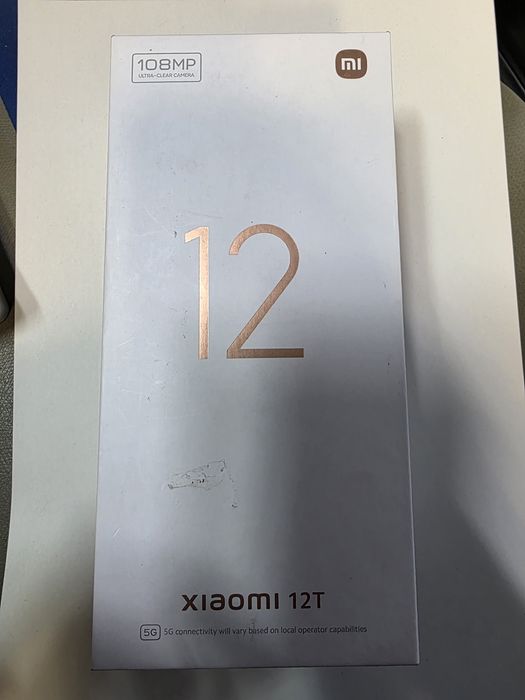 108MP
ULTRA-CLEAR CAMERA
mi
12
xiaomi 12T
5G 5G connectivity will vary based on local operator capabilities